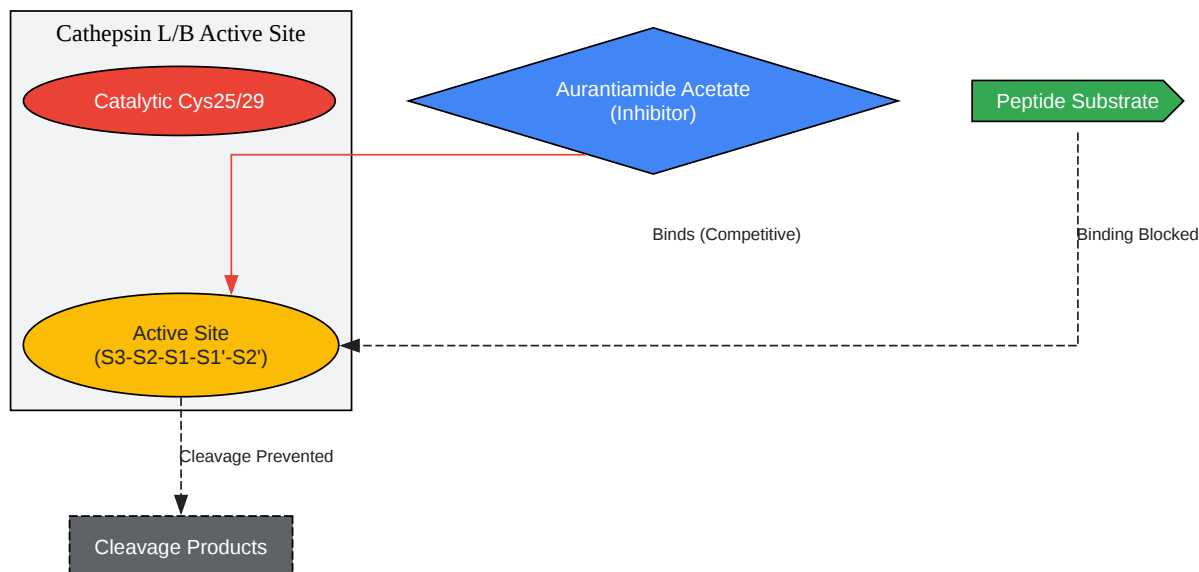 Cathepsin L/B Active Site
Catalytic Cys25/29
Aurantiamide Acetate
(Inhibitor)
Peptide Substrate
Binds (Competitive)
Binding Blocked
Active Site
(S3-S2-S1-S1'-S2')
Cleavage Prevented
Cleavage Products